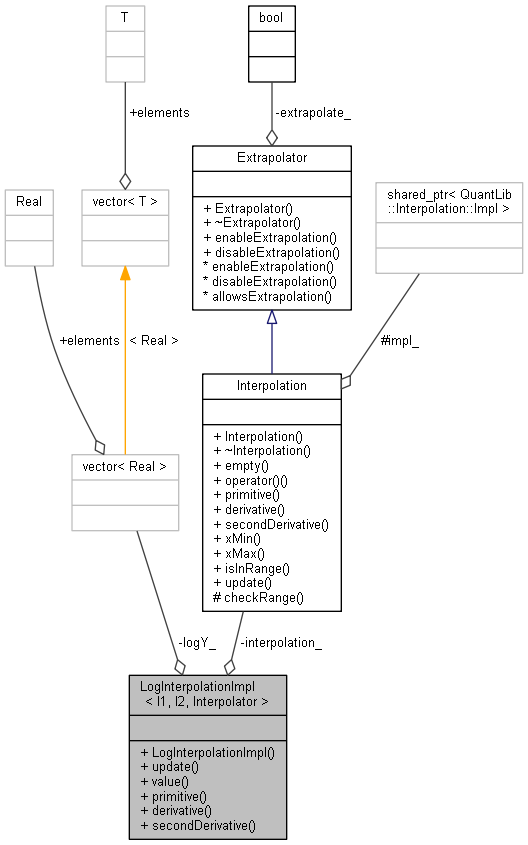 T
bool
+elements
-extrapolate_
Extrapolator
+ Extrapolator()
+ ~Extrapolator()
+ enableExtrapolation()
+ disableExtrapolation()
* enableExtrapolation()
* disableExtrapolation()
* allowsExtrapolation()
Real
vector< T >
shared_ptr< QuantLib
::Interpolation::Impl >
+elements
< Real >
#impl_
Interpolation
+ Interpolation()
+ ~Interpolation()
+ empty()
+ operator()()
+ primitive()
+ derivative()
+ secondDerivative()
+ xMin()
+ xMax()
+ isInRange()
+ update()
# checkRange()
vector< Real >
-logY_
-interpolation_
LogInterpolationImpl
< I1, I2, Interpolator >
+ LogInterpolationImpl()
+ update()
+ value()
+ primitive()
+ derivative()
+ secondDerivative()